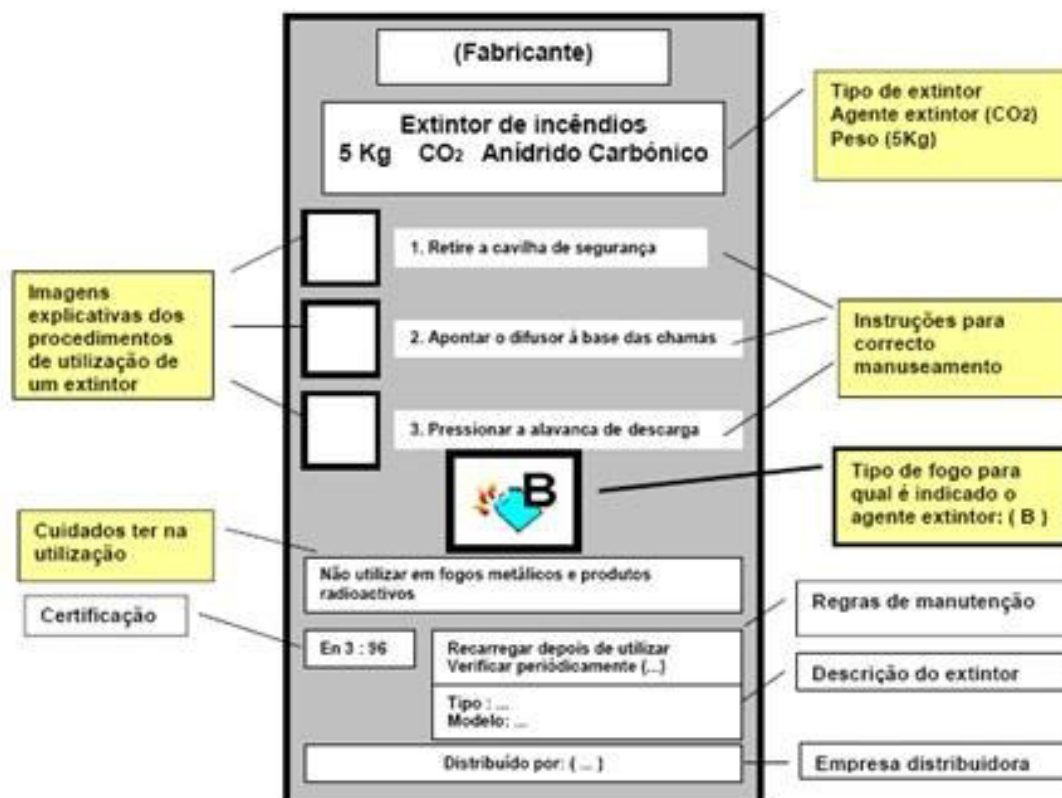 (Fabricante)
Extintor de incêndios
5 Kg CO2 Anídrido Carbónico
Tipo de extintor
Agente extintor (CO2)
Peso (5Kg)
1. Retire a cavilha de segurança
2. Apontar o difusor à base das chamas
3. Pressionar a alavanca de descarga
Imagens
explicativas dos
procedimentos
de utilização de
um extintor
Instruções para
correcto
manuseamento
B
Tipo de fogo para
qual é indicado o
agente extintor: ( B )
Cuidados ter na
utilização
Não utilizar em fogos metálicos e produtos
radioactivos
Certificação
En 3 : 96
Recarregar depois de utilizar
Verificar periódicamente (...)
Regras de manutenção
Tipo : ...
Modelo: ...
Descrição do extintor
Distribuído por: ( ... )
Empresa distribuidora